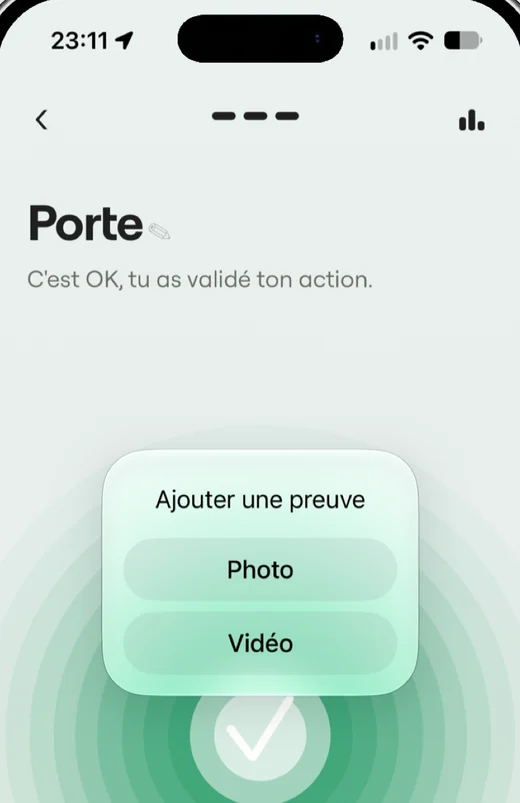 23:11
Porte
C'est OK, tu as validé ton action.
Ajouter une preuve
Photo
Vidéo